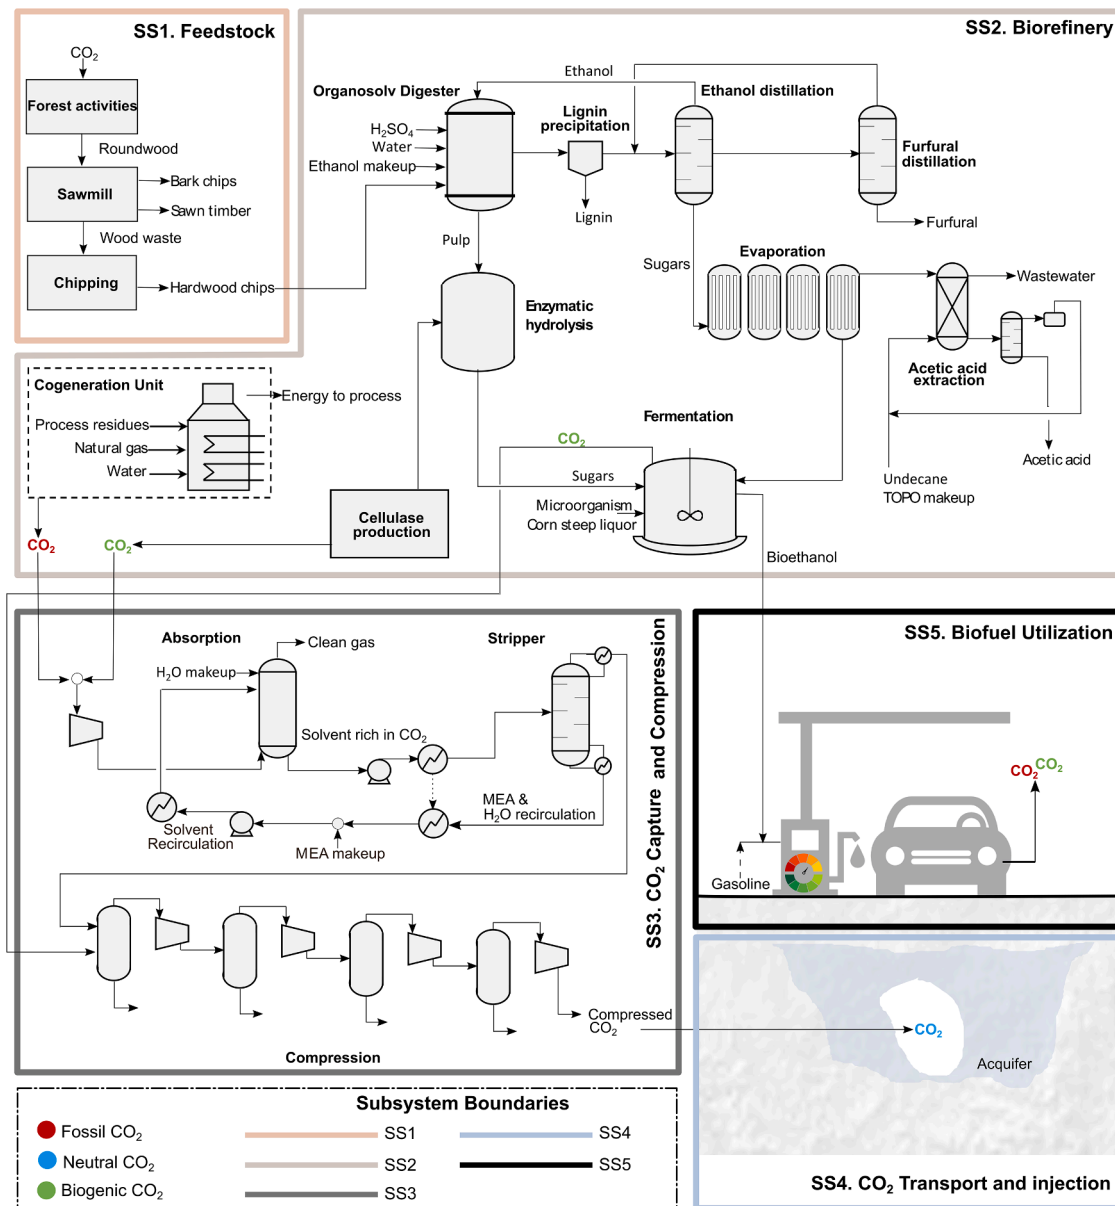 SS1. Feedstock
CO₂
Forest activities
Roundwood
Sawmill
Bark chips
Sawn timber
Wood waste
Chipping
Hardwood chips
SS2. Biorefinery
Ethanol
Organosolv Digester
H₂SO₄
Water
Ethanol makeup
Lignin
precipitation
Lignin
Ethanol distillation
Furfural
distillation
Furfural
Pulp
Sugars
Evaporation
Wastewater
Enzymatic
hydrolysis
Acetic acid
extraction
Acetic acid
Undecane
TOPO makeup
Cogeneration Unit
Energy to process
Process residues
Natural gas
Water
Fermentation
CO₂
Sugars
Microorganism
Corn steep liquor
Cellulase
production
CO₂
CO₂
Bioethanol
SS3. CO₂ Capture and Compression
Absorption
Clean gas
H₂O makeup
Stripper
Solvent rich in CO₂
MEA &
H₂O recirculation
Solvent
Recirculation
MEA makeup
Compressed
CO₂
Compression
SS5. Biofuel Utilization
CO₂
CO₂
Gasoline
CO₂
Acquifer
SS4. CO₂ Transport and injection
Subsystem Boundaries
Fossil CO₂
Neutral CO₂
Biogenic CO₂
SS1
SS2
SS3
SS4
SS5